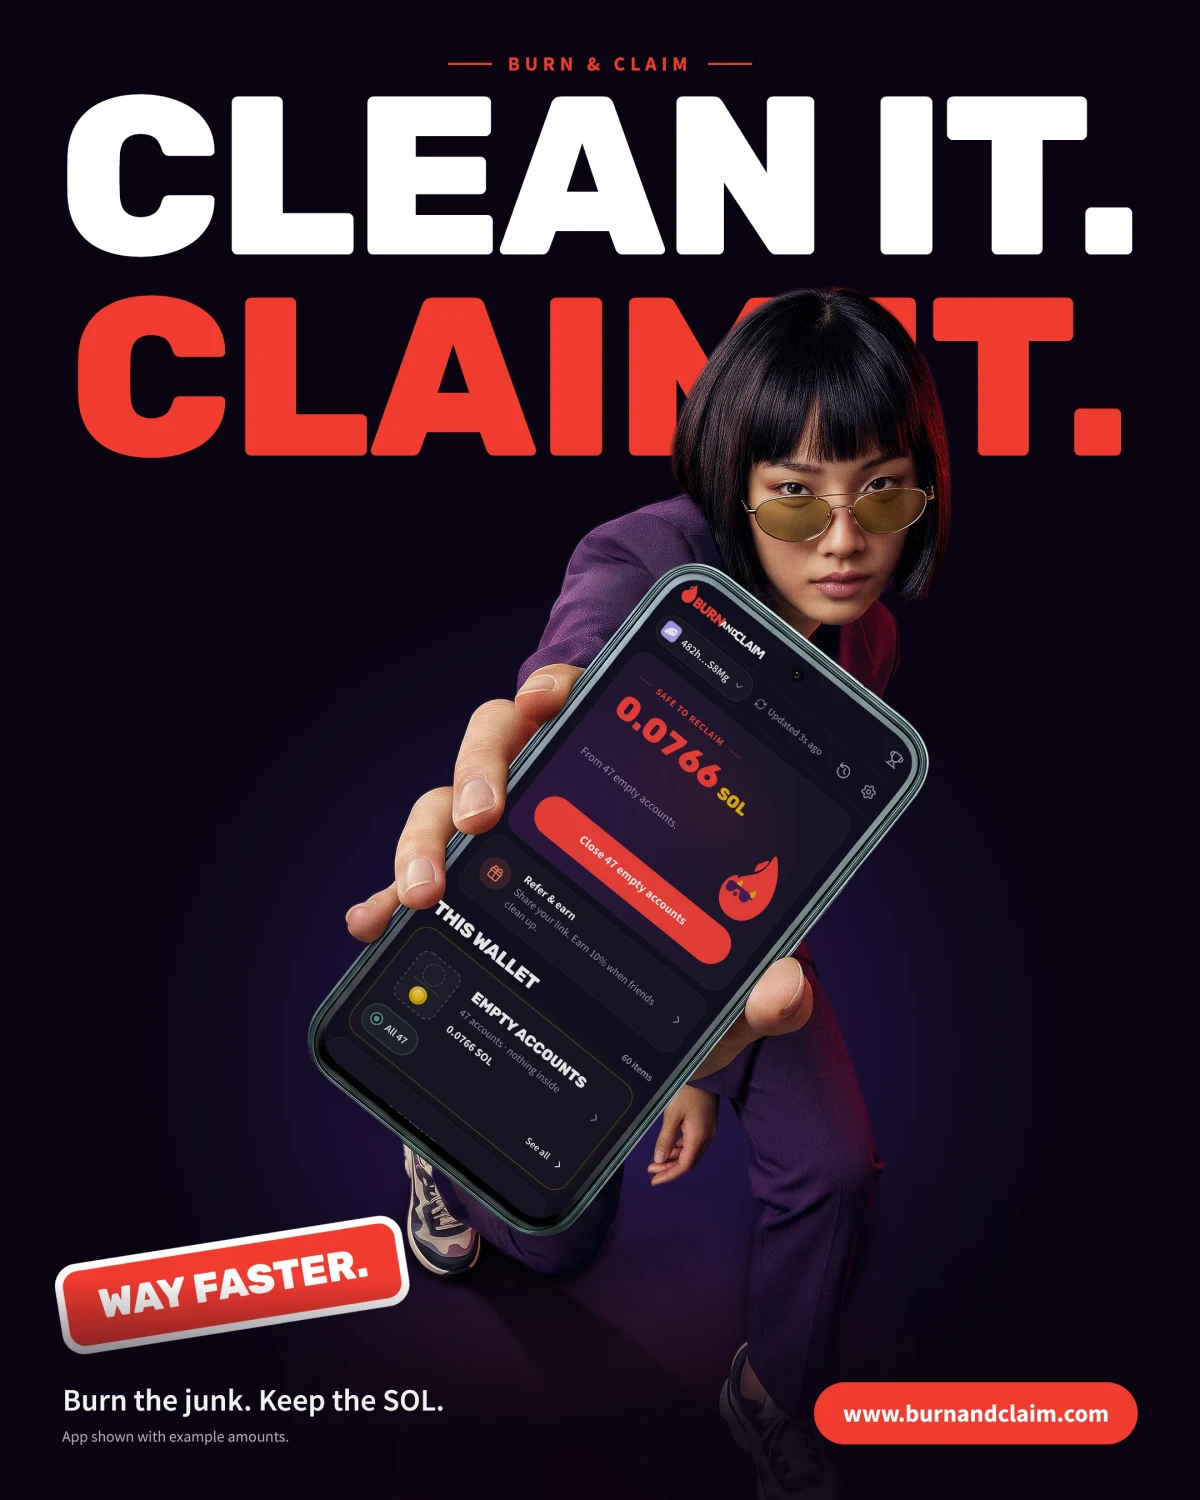 BURN & CLAIM
CLEAN IT.
CLAIM IT.
BURNANDCLAIM
482h...S8Mg
Updated 3s ago
SAFE TO RECLAIM
0.0766 SOL
From 47 empty accounts.
Close 47 empty accounts
Refer & earn
Share your link. Earn 10% when friends
clean up.
THIS WALLET
60 items
EMPTY ACCOUNTS
47 accounts · nothing inside
0.0766 SOL
All 47
See all
WAY FASTER.
Burn the junk. Keep the SOL.
App shown with example amounts.
www.burnandclaim.com